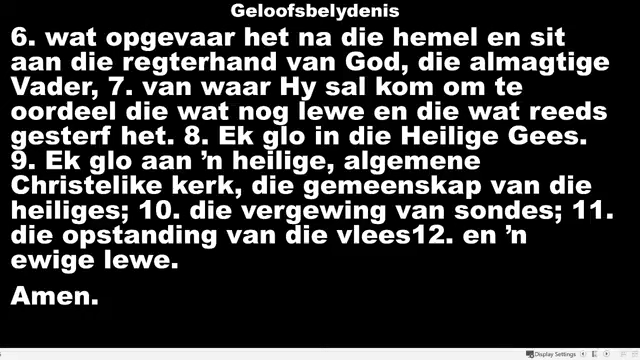 Geloofsbelydenis
6. wat opgevaar het na die hemel en sit
aan die regterhand van God, die almagtige
Vader, 7. van waar Hy sal kom om te
oordeel die wat nog lewe en die wat reeds
gesterf het. 8. Ek glo in die Heilige Gees.
9. Ek glo aan ’n heilige, algemene
Christelike kerk, die gemeenskap van die
heiliges; 10. die vergewing van sondes; 11.
die opstanding van die vlees12. en ’n
ewige lewe.
Amen.
Display Settings